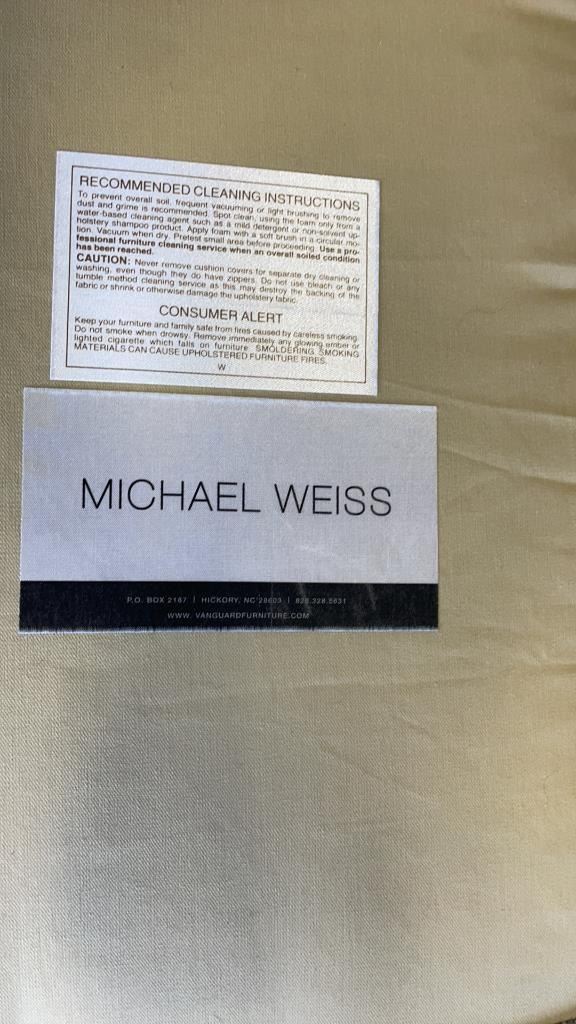 RECOMMENDED CLEANING INSTRUCTIONS
To prevent overall soil, frequent vacuuming or light brushing to remove
dust and grime is recommended. Spot clean, using the foam only from a
water-based cleaning agent such as a mild detergent or non-solvent up-
holstery shampoo product. Apply foam with a soft brush in a circular mo-
tion. Vacuum when dry. Pretest small area before proceeding. Use a pro-
fessional furniture cleaning service when an overall soiled condition
has been reached.
CAUTION: Never remove cushion covers for separate dry cleaning or
washing, even though they do have zippers. Do not use bleach or any
tumble method cleaning service as this may destroy the backing of the
fabric or shrink or otherwise damage the upholstery fabric.
CONSUMER ALERT
Keep your furniture and family safe from fires caused by careless smoking.
Do not smoke when drowsy. Remove immediately any glowing ember or
lighted cigarette which falls on furniture. SMOLDERING SMOKING
MATERIALS CAN CAUSE UPHOLSTERED FURNITURE FIRES.
W
MICHAEL WEISS
P.O. BOX 2187 | HICKORY, NC 28603 | 828.328.5631
WWW. VANGUARDFURNITURE.COM